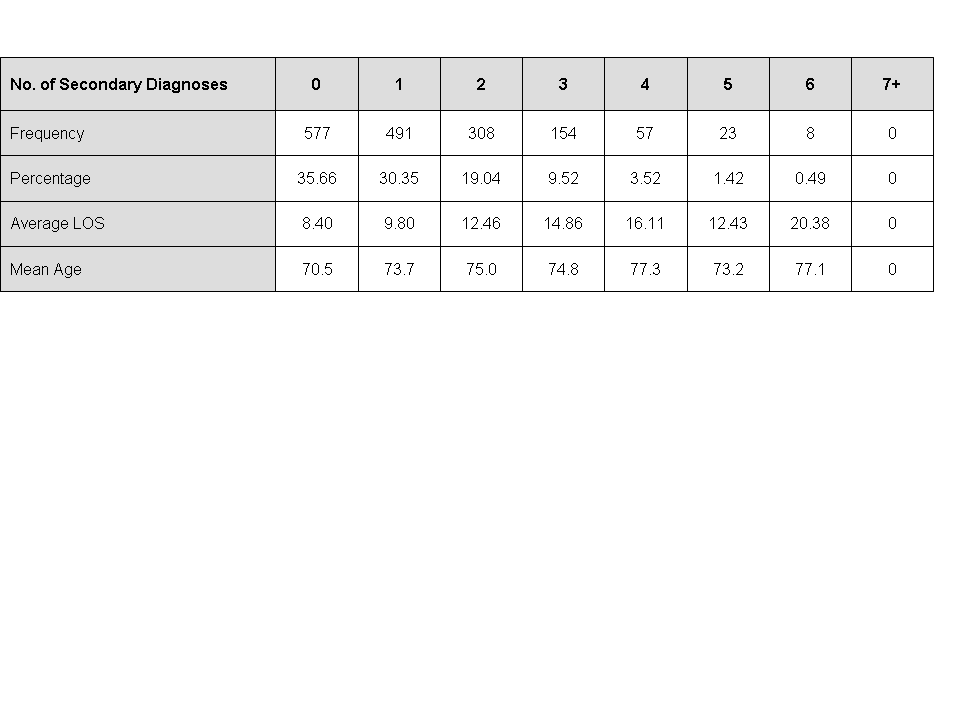 No. of Secondary Diagnoses 0 1 2 3 4 5 6 7+
Frequency 577 491 308 154 57 23 8 0
Percentage 35.66 30.35 19.04 9.52 3.52 1.42 0.49 0
Average LOS 8.40 9.80 12.46 14.86 16.11 12.43 20.38 0
Mean Age 70.5 73.7 75.0 74.8 77.3 73.2 77.1 0